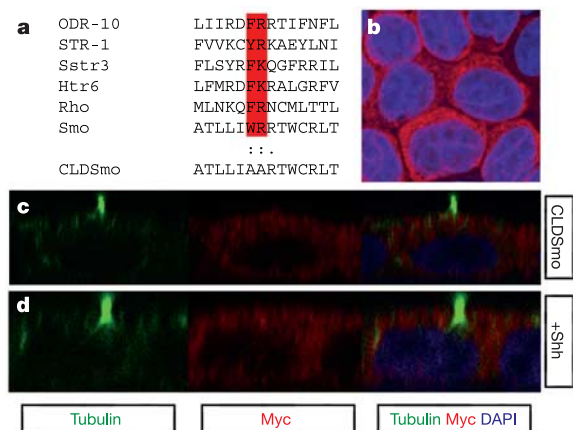 a
ODR-10 LIIRDFRRTIFNFL
STR-1 FVVKCYRKAEYLNI
Sstr3 FLSYRFKQGFRRIL
Htr6 LFMRDFKRALGRFV
Rho MLNKQFRNCMLTTL
Smo ATLLIWRRTWCRLT
::.
CLDSmo ATLLIAARTWCRLT
b
c
CLDSmo
d
+Shh
Tubulin Myc Tubulin Myc DAPI